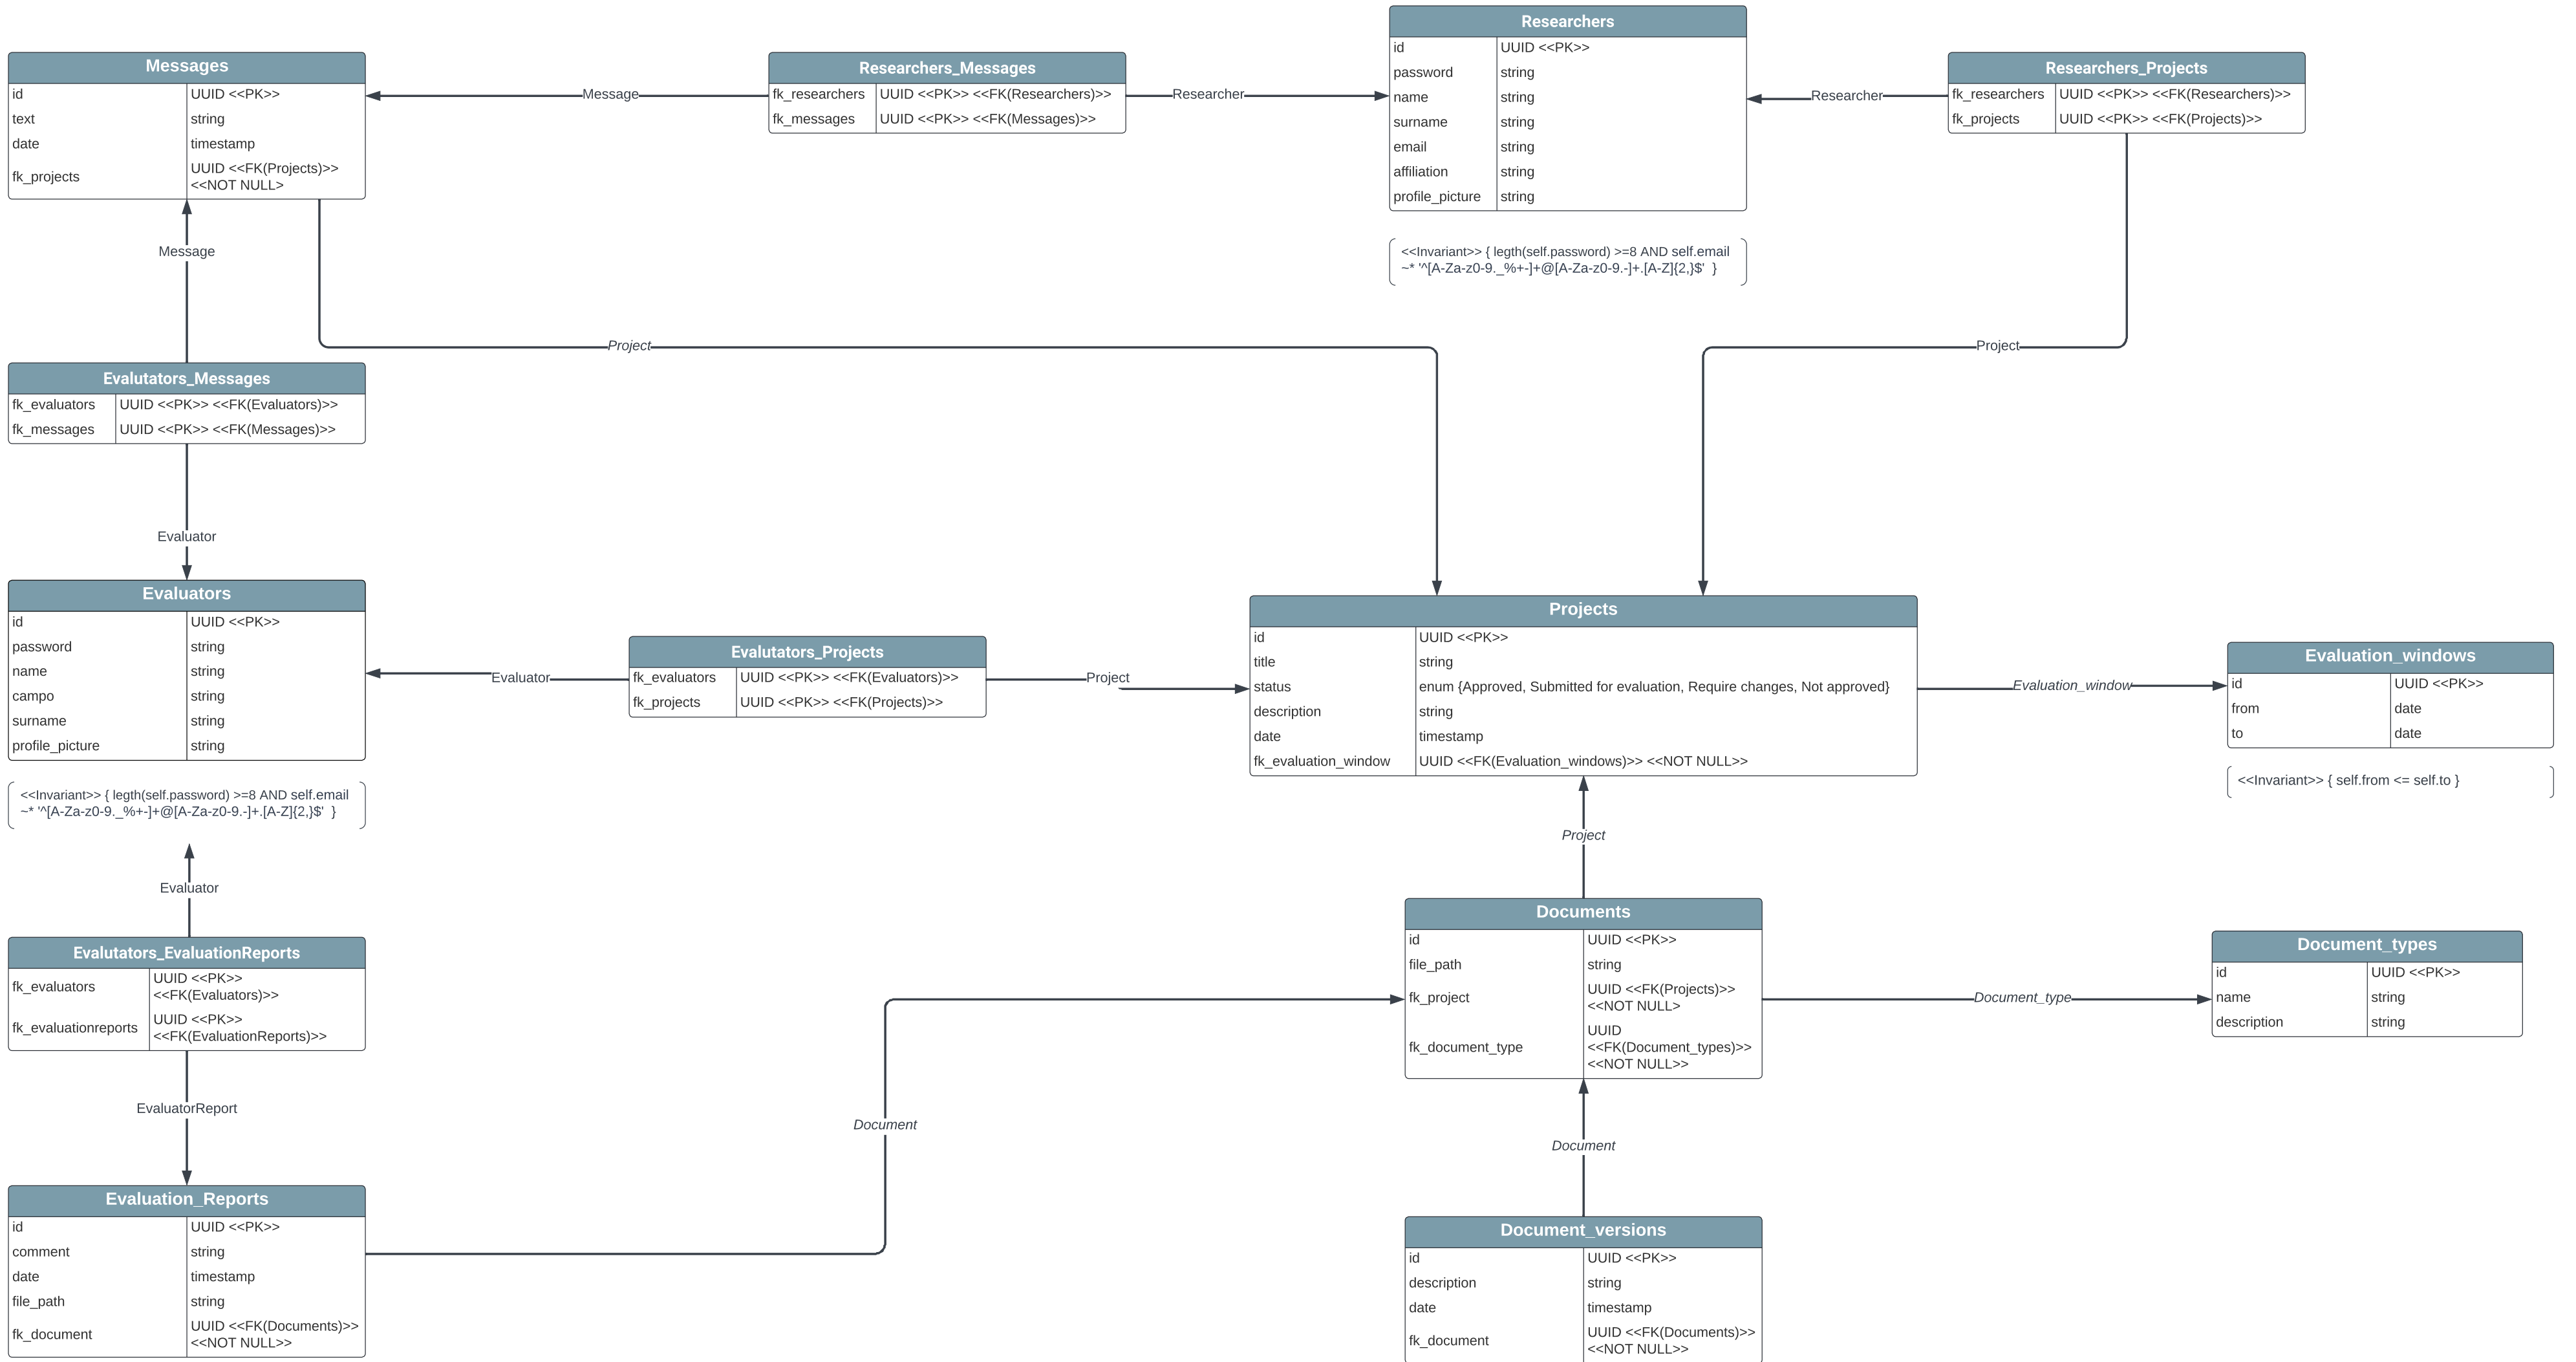 Messages
id UUID <<PK>>
text string
date timestamp
fk_projects UUID <<FK(Projects)>>
<<NOT NULL>
Message
Researchers_Messages
fk_researchers UUID <<PK>> <<FK(Researchers)>>
fk_messages UUID <<PK>> <<FK(Messages)>>
Researcher
Researchers
id UUID <<PK>>
password string
name string
surname string
email string
affiliation string
profile_picture string
<<Invariant>> { legth(self.password) >=8 AND self.email
~* '^[A-Za-z0-9._%+-]+@[A-Za-z0-9.-]+.[A-Z]{2,}$' }
Researcher
Researchers_Projects
fk_researchers UUID <<PK>> <<FK(Researchers)>>
fk_projects UUID <<PK>> <<FK(Projects)>>
Message
Project
Project
Evalutators_Messages
fk_evaluators UUID <<PK>> <<FK(Evaluators)>>
fk_messages UUID <<PK>> <<FK(Messages)>>
Evaluator
Evaluators
id UUID <<PK>>
password string
name string
campo string
surname string
profile_picture string
<<Invariant>> { legth(self.password) >=8 AND self.email
~* '^[A-Za-z0-9._%+-]+@[A-Za-z0-9.-]+.[A-Z]{2,}$' }
Evaluator
Evalutators_Projects
fk_evaluators UUID <<PK>> <<FK(Evaluators)>>
fk_projects UUID <<PK>> <<FK(Projects)>>
Project
Projects
id UUID <<PK>>
title string
status enum {Approved, Submitted for evaluation, Require changes, Not approved}
description string
date timestamp
fk_evaluation_window UUID <<FK(Evaluation_windows)>> <<NOT NULL>>
Evaluation_window
Evaluation_windows
id UUID <<PK>>
from date
to date
<<Invariant>> { self.from <= self.to }
Project
Evaluator
Evalutators_EvaluationReports
fk_evaluators UUID <<PK>>
<<FK(Evaluators)>>
fk_evaluationreports UUID <<PK>>
<<FK(EvaluationReports)>>
EvaluatorReport
Documents
id UUID <<PK>>
file_path string
fk_project UUID <<FK(Projects)>>
<<NOT NULL>
fk_document_type UUID
<<FK(Document_types)>>
<<NOT NULL>>
Document_type
Document_types
id UUID <<PK>>
name string
description string
Document
Document
Evaluation_Reports
id UUID <<PK>>
comment string
date timestamp
file_path string
fk_document UUID <<FK(Documents)>>
<<NOT NULL>>
Document_versions
id UUID <<PK>>
description string
date timestamp
fk_document UUID <<FK(Documents)>>
<<NOT NULL>>